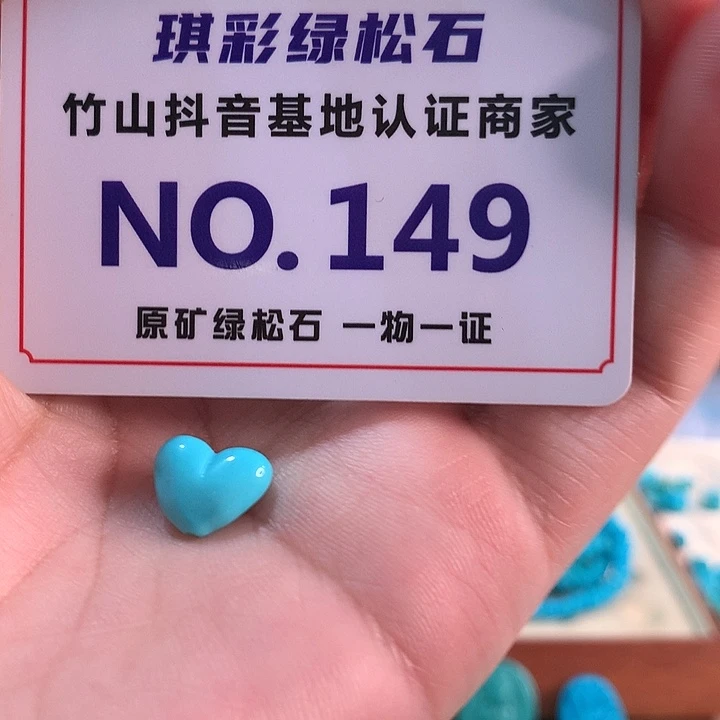 琪彩绿松石
竹山抖音基地认证商家
NO.149
原矿绿松石 一物一证